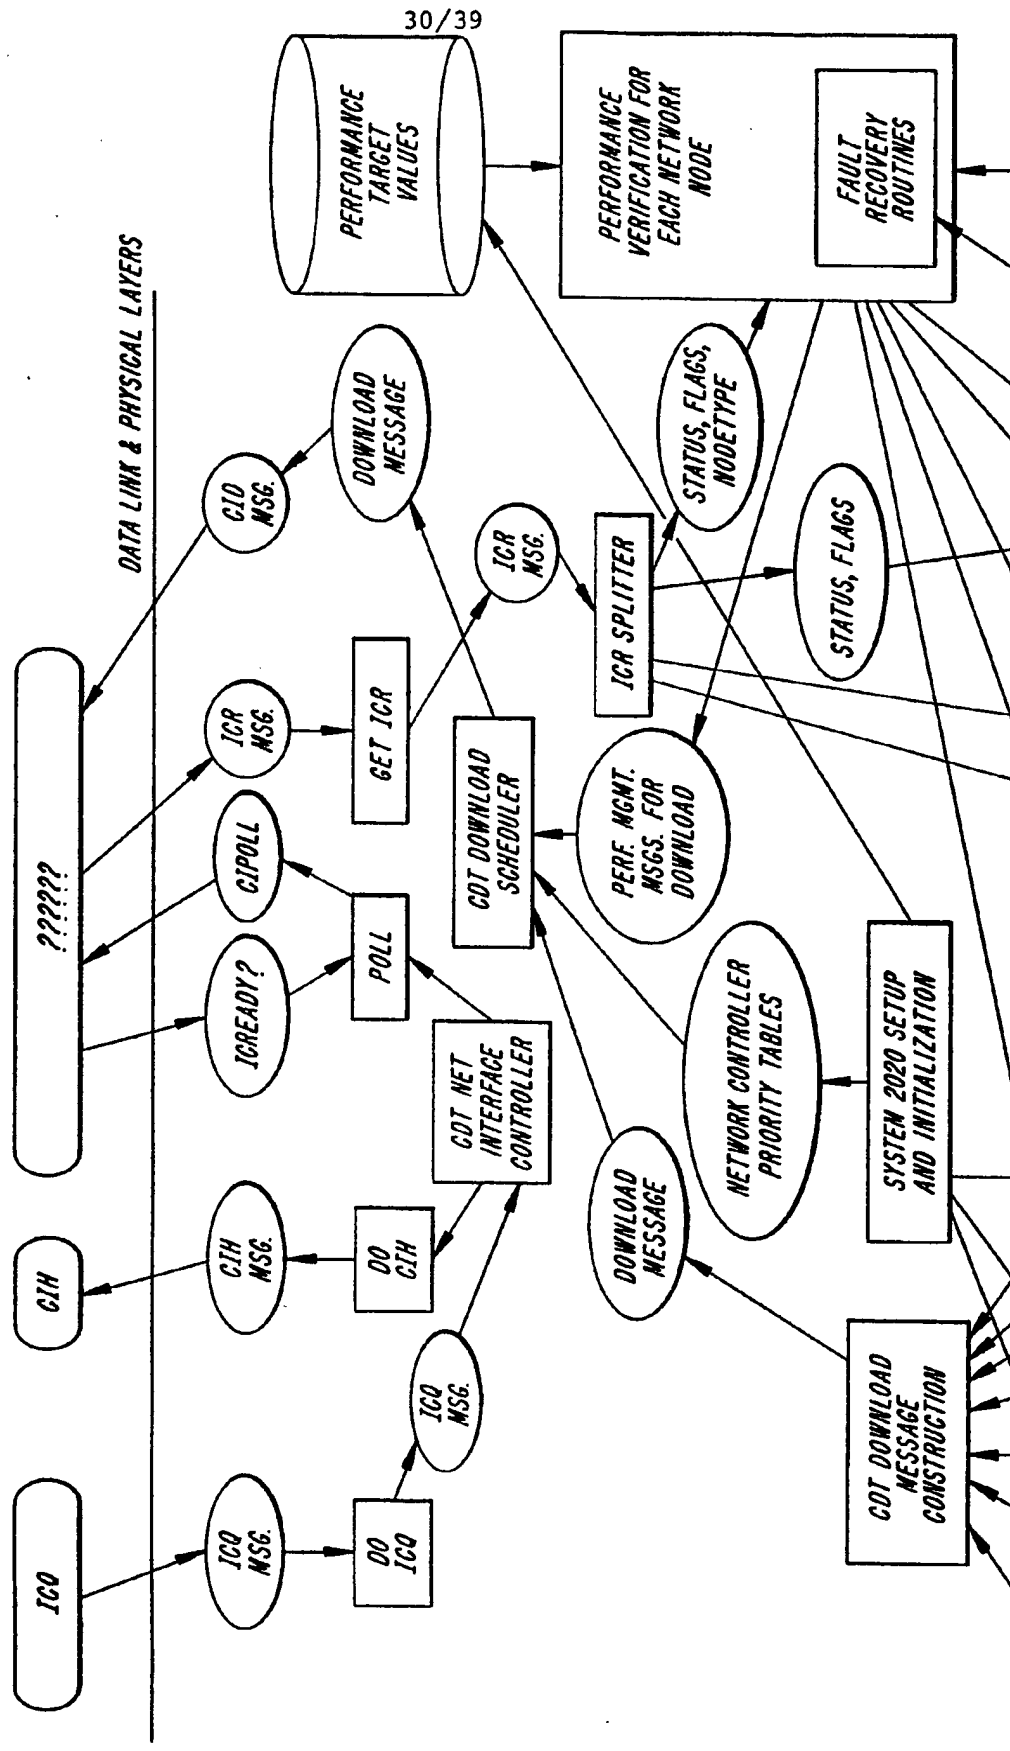 30/39
DATA LINK & PHYSICAL LAYERS
ICQ
CIH
??????
ICQ
MSG.
CIH
MSG.
ICREADY?
CIPOLL
ICR
MSG.
CID
MSG.
DO
ICQ
DO
CIH
POLL
GET ICR
DOWNLOAD
MESSAGE
PERFORMANCE
TARGET
VALUES
ICQ
MSG.
CDT NET
INTERFACE
CONTROLLER
CDT DOWNLOAD
SCHEDULER
ICR
MSG.
DOWNLOAD
MESSAGE
PERF. MGMT.
MSGS. FOR
DOWNLOAD
ICR SPLITTER
STATUS, FLAGS,
NODETYPE
PERFORMANCE
VERIFICATION FOR
EACH NETWORK
NODE
NETWORK CONTROLLER
PRIORITY TABLES
STATUS, FLAGS
FAULT
RECOVERY
ROUTINES
CDT DOWNLOAD
MESSAGE
CONSTRUCTION
SYSTEM 2020 SETUP
AND INITIALIZATION